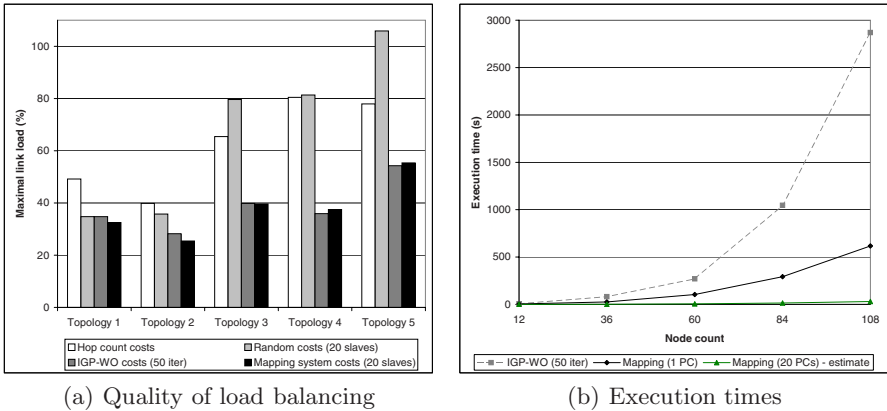 100
80
60
40
20
0
Maximal link load (%)
Topology 1 Topology 2 Topology 3 Topology 4 Topology 5
Hop count costs
Random costs (20 slaves)
IGP-WO costs (50 iter)
Mapping system costs (20 slaves)
(a) Quality of load balancing
3000
2500
2000
1500
1000
500
0
Execution time (s)
12 36 60 84 108
Node count
IGP-WO (50 iter)
Mapping (1 PC)
Mapping (20 PCs) - estimate
(b) Execution times